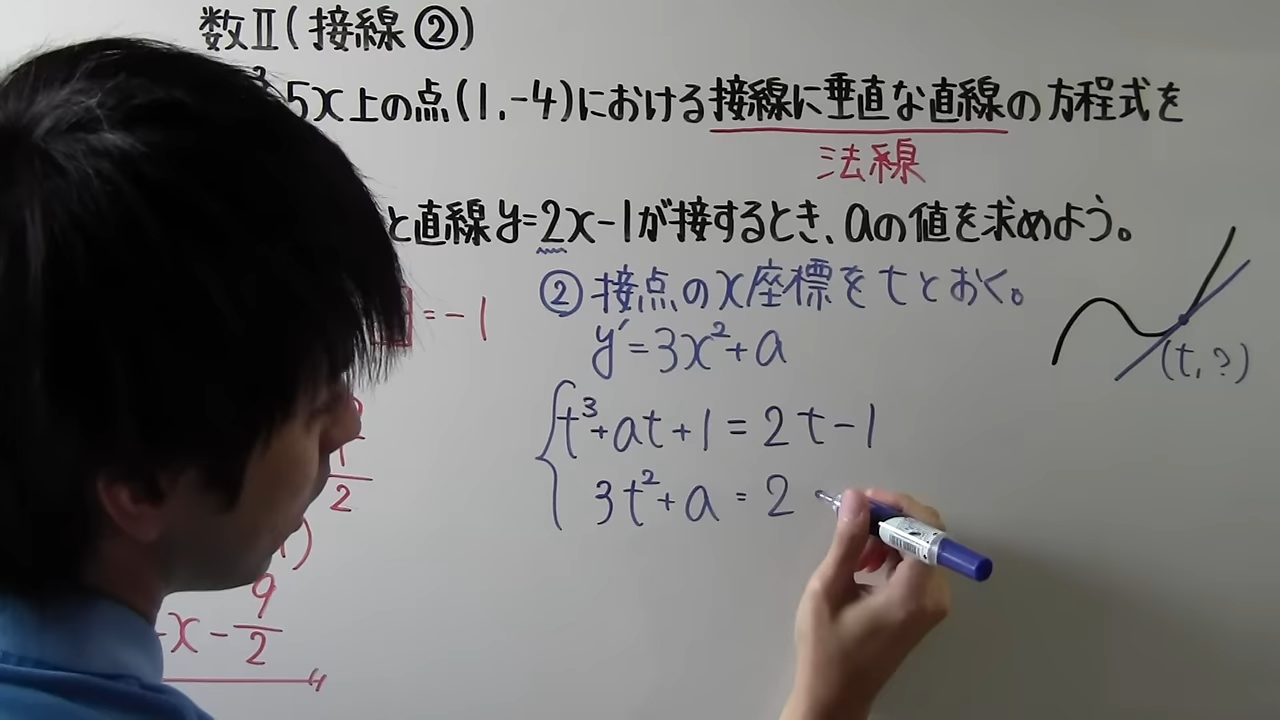 数Ⅱ(接線②)
5x上の点(1,-4)における接線に垂直な直線の方程式を
法線
と直線y=2x-1が接するとき、aの値を求めよう。
②接点のx座標をtとおく。
=-1
y'=3x²+a
(t,?)
t³+at+1=2t-1
3t²+a=2
2
x-9/2